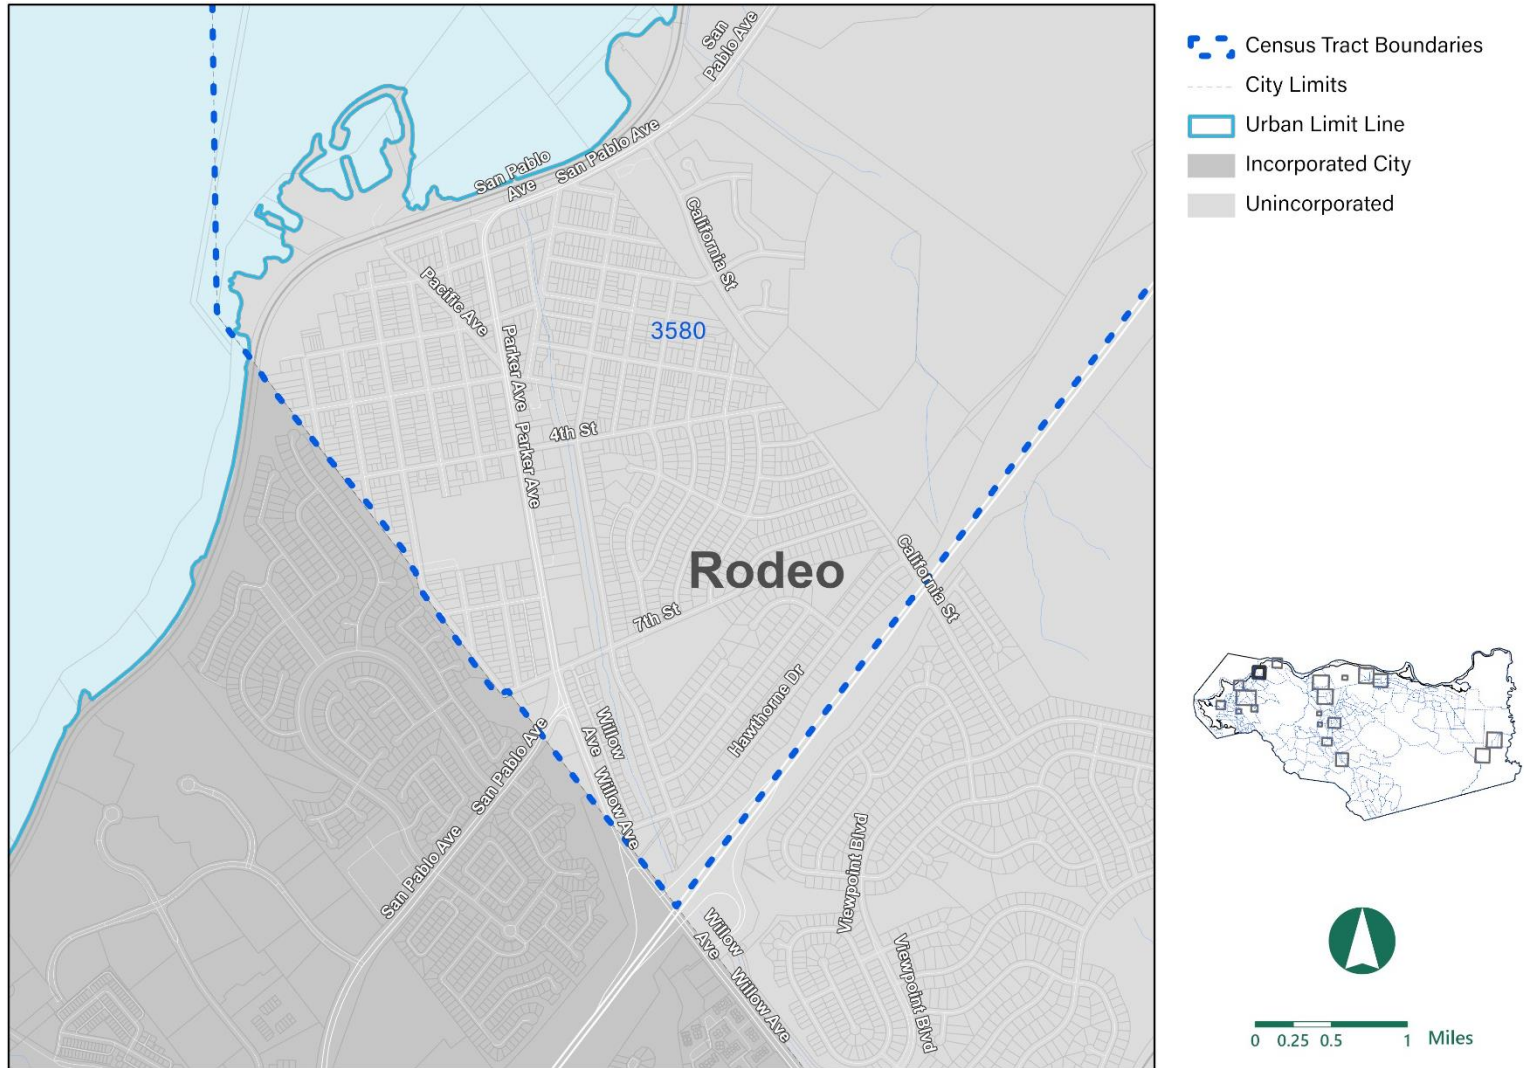 San
Pablo Ave
San Pablo
Ave
San Pablo Ave
California St
Pacific Ave
3580
Parker Ave
Parker Ave
4th St
Rodeo
California St
7th St
Hawthorne Dr
Willow
Ave
Willow Ave
San Pablo Ave
San Pablo Ave
Viewpoint Blvd
Willow
Ave
Willow Ave
Viewpoint Blvd
Census Tract Boundaries
City Limits
Urban Limit Line
Incorporated City
Unincorporated
0 0.25 0.5 1 Miles